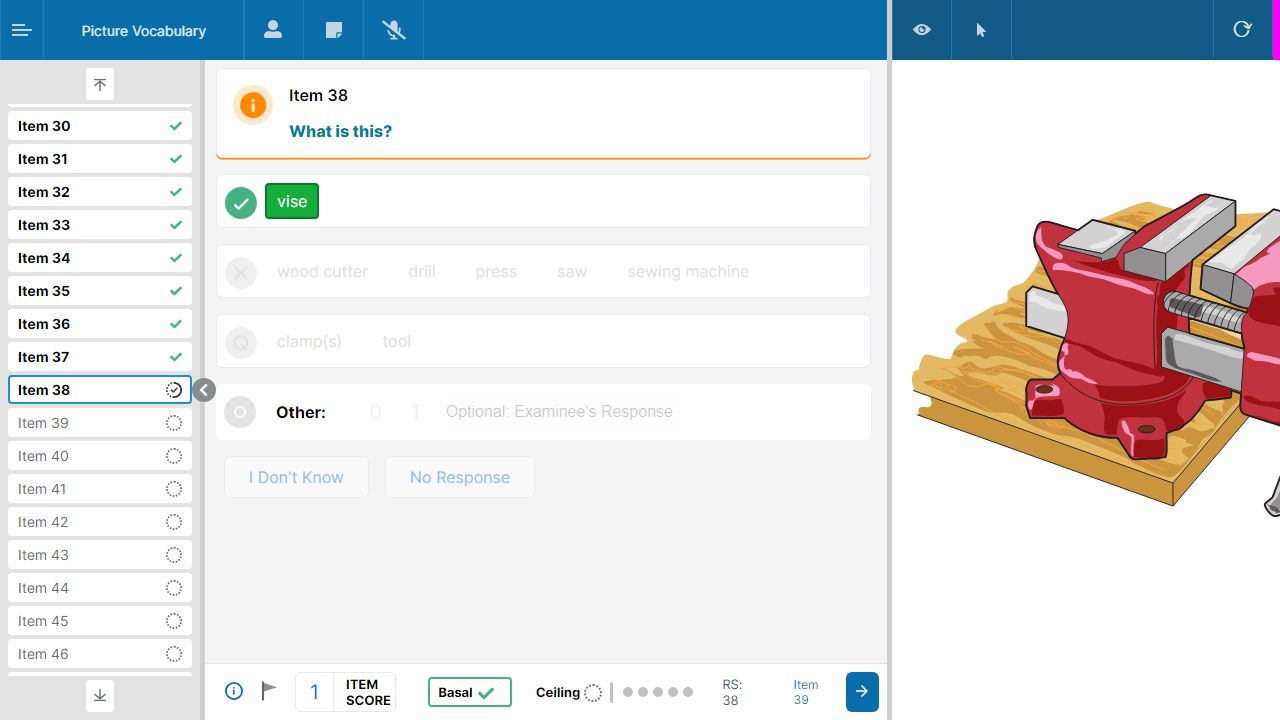 Picture Vocabulary
Item 30
Item 31
Item 32
Item 33
Item 34
Item 35
Item 36
Item 37
Item 38
Item 39
Item 40
Item 41
Item 42
Item 43
Item 44
Item 45
Item 46
Item 38
What is this?
vise
wood cutter drill press saw sewing machine
clamp(s) tool
Other: 0 1 Optional: Examinee's Response
I Don't Know No Response
1 ITEM SCORE Basal Ceiling RS: 38 Item 39